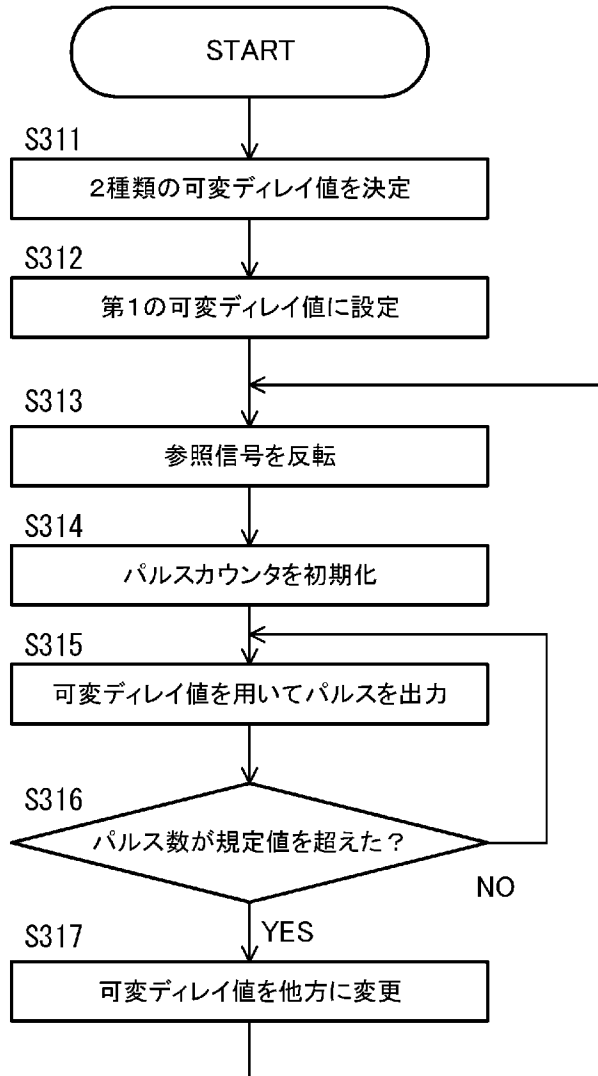 START
S311
2種類の可変ディレイ値を決定
S312
第1の可変ディレイ値に設定
S313
参照信号を反転
S314
パルスカウンタを初期化
S315
可変ディレイ値を用いてパルスを出力
S316
パルス数が規定値を超えた？
NO
YES
S317
可変ディレイ値を他方に変更